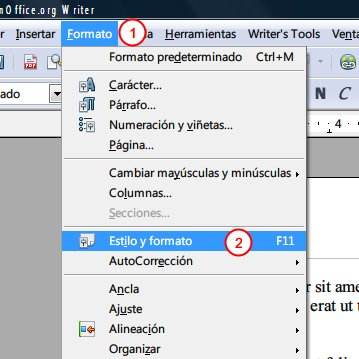 nOffice.org Writer
Insertar Formato 1 a Herramientas Writer's Tools Venta
Formato predeterminado Ctrl+M
ado N C
Carácter...
Párrafo...
Numeración y viñetas...
Página...
4
Cambiar mayúsculas y minúsculas
Columnas...
Secciones...
Estilo y formato 2 F11
AutoCorrección
Ancla
r sit ame
Ajuste
erat ut t
Alineación
Organizar